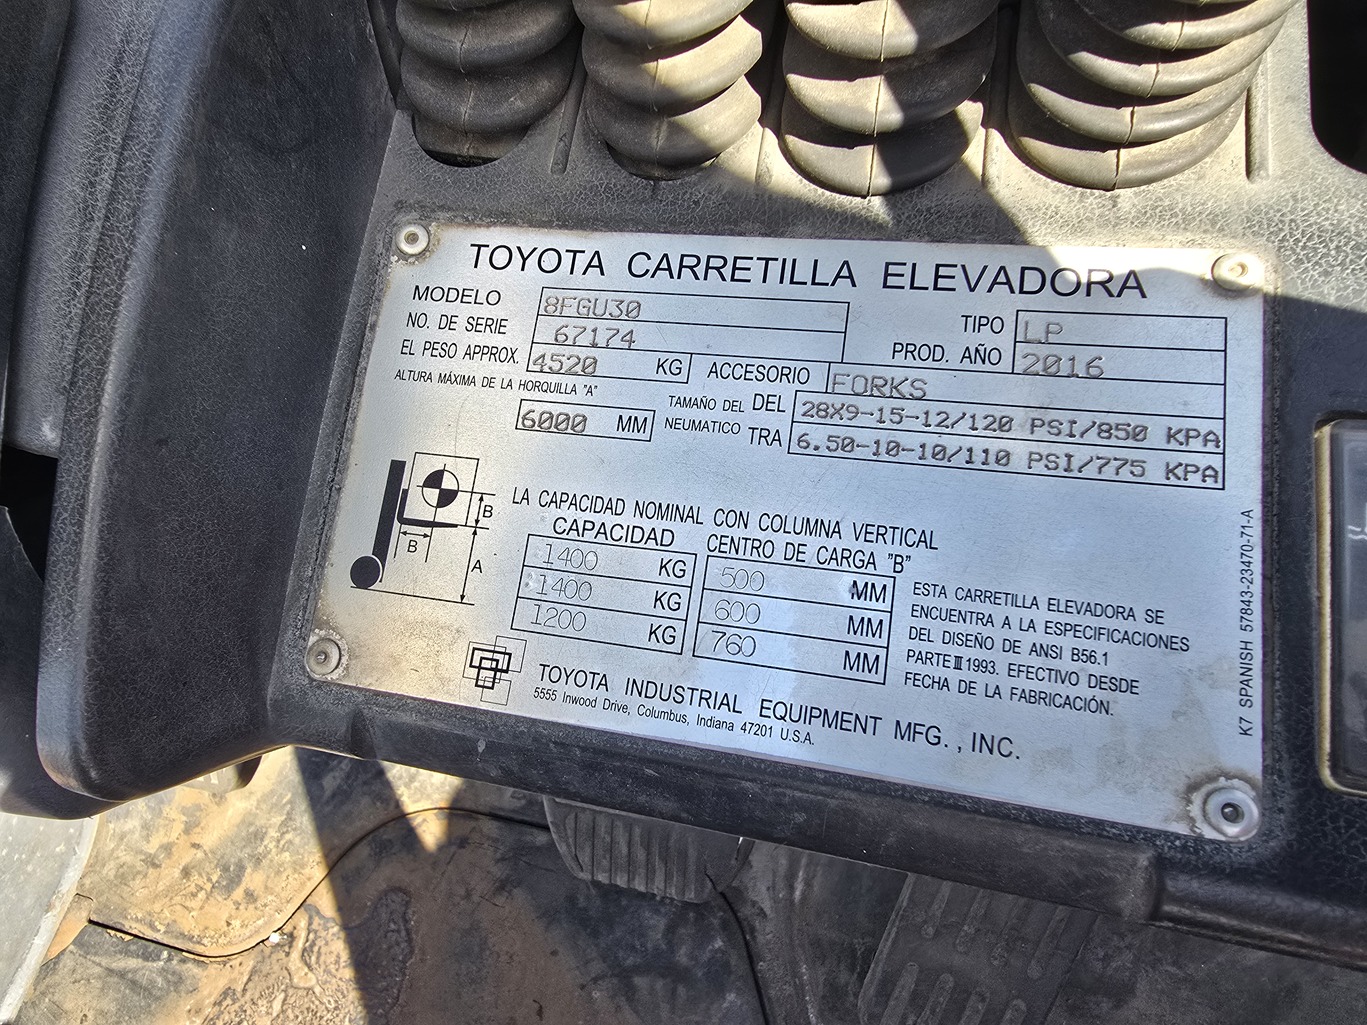 TOYOTA CARRETILLA ELEVADORA
MODELO 8FGU30
TIPO LP
NO. DE SERIE 67174
PROD. AÑO 2016
EL PESO APPROX. 4520 KG
ACCESORIO FORKS
ALTURA MÁXIMA DE LA HORQUILLA "A"
6000 MM
TAMAÑO DEL NEUMATICO
DEL 28X9-15-12/120 PSI/850 KPA
TRA 6.50-10-10/110 PSI/775 KPA
B
B
A
LA CAPACIDAD NOMINAL CON COLUMNA VERTICAL
CAPACIDAD CENTRO DE CARGA "B"
1400 KG 500 MM
1400 KG 600 MM
1200 KG 760 MM
ESTA CARRETILLA ELEVADORA SE
ENCUENTRA A LA ESPECIFICACIONES
DEL DISEÑO DE ANSI B56.1
PARTE III 1993. EFECTIVO DESDE
FECHA DE LA FABRICACIÓN.
TOYOTA INDUSTRIAL EQUIPMENT MFG., INC.
5555 Inwood Drive, Columbus, Indiana 47201 U.S.A.
K7 SPANISH 57843-23470-71-A